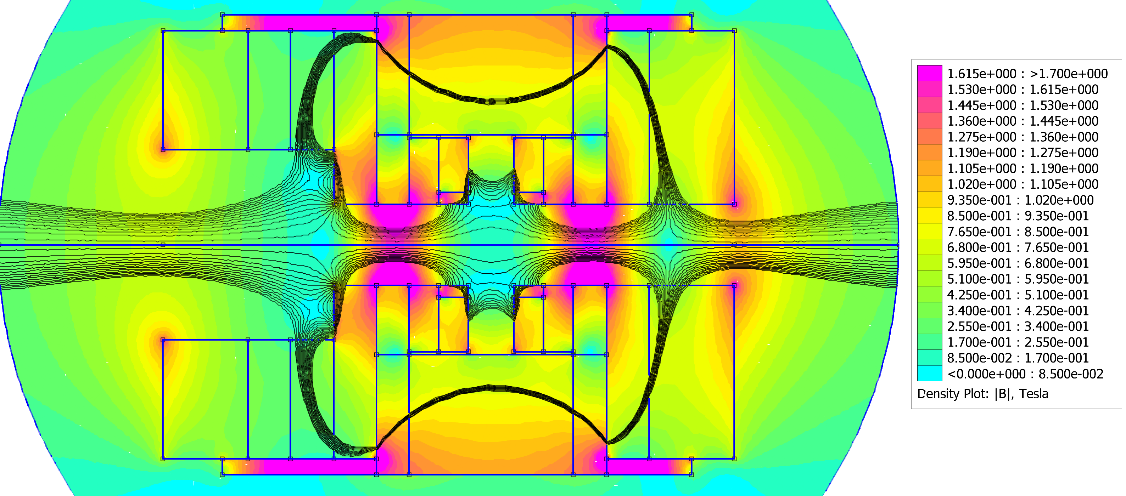 1.615e+000 : >1.700e+000
1.530e+000 : 1.615e+000
1.445e+000 : 1.530e+000
1.360e+000 : 1.445e+000
1.275e+000 : 1.360e+000
1.190e+000 : 1.275e+000
1.105e+000 : 1.190e+000
1.020e+000 : 1.105e+000
9.350e-001 : 1.020e+000
8.500e-001 : 9.350e-001
7.650e-001 : 8.500e-001
6.800e-001 : 7.650e-001
5.950e-001 : 6.800e-001
5.100e-001 : 5.950e-001
4.250e-001 : 5.100e-001
3.400e-001 : 4.250e-001
2.550e-001 : 3.400e-001
1.700e-001 : 2.550e-001
8.500e-002 : 1.700e-001
<0.000e+000 : 8.500e-002
Density Plot: |B|, Tesla